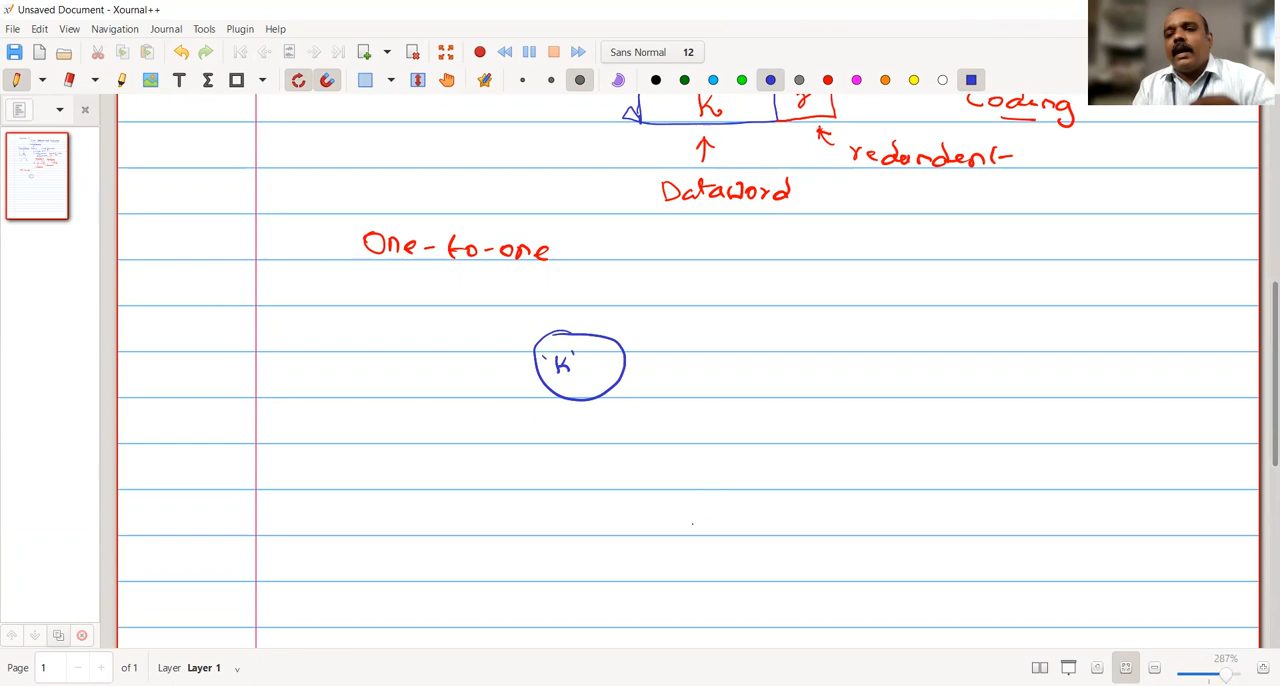 Unsaved Document - Xournal++
File Edit View Navigation Journal Tools Plugin Help
Sans Normal 12
K r Coding
redandent
Dataword
One-to-one
'K'
Page 1 of 1 Layer Layer 1 287%